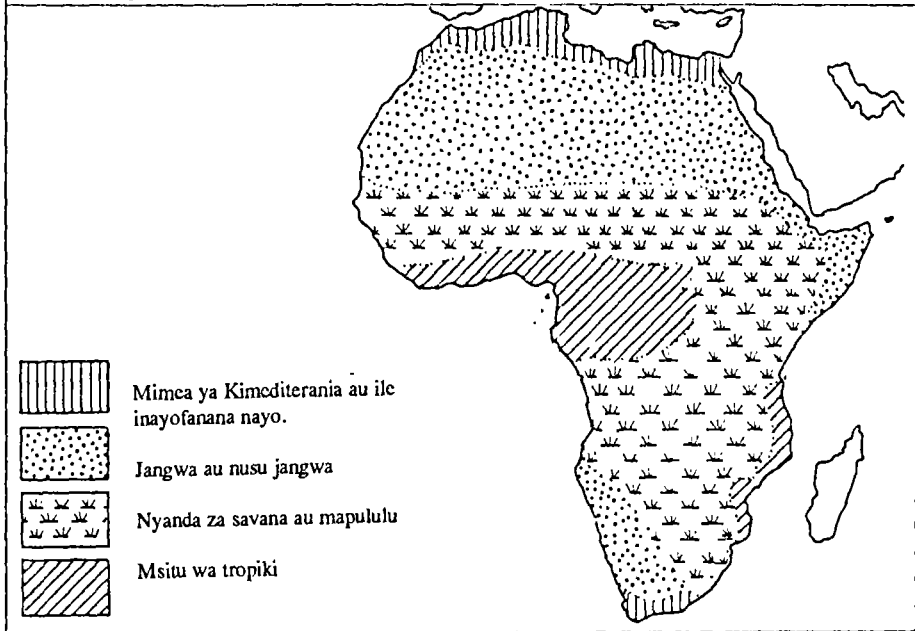 Mimea ya Kimediterania au ile
inayofanana nayo.
Jangwa au nusu jangwa
Nyanda za savana au mapululu
Msitu wa tropiki